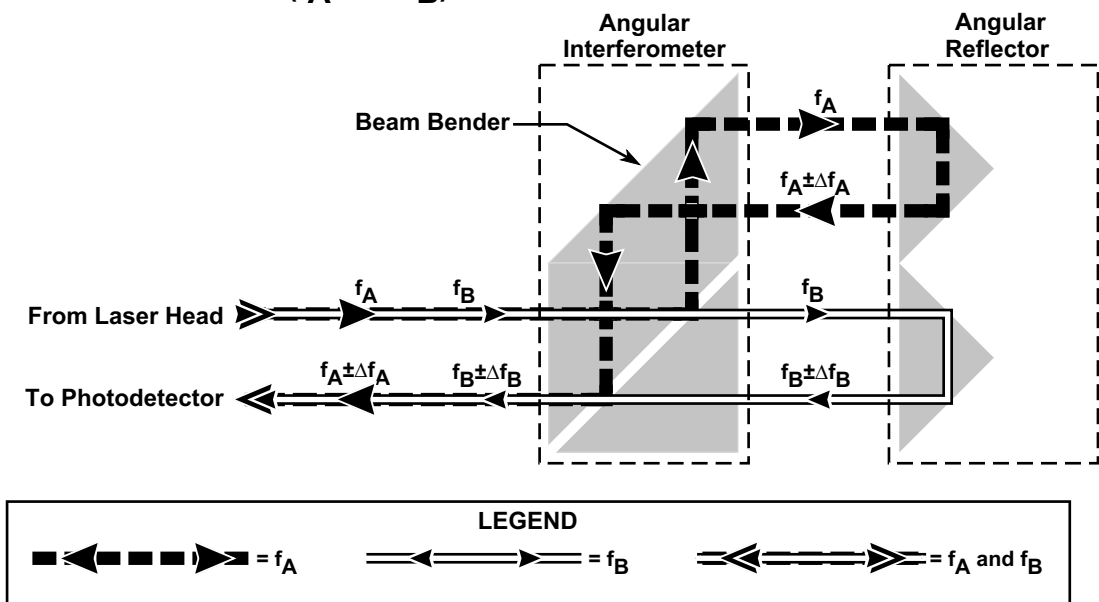 Angular
Interferometer
Angular
Reflector
Beam Bender
fA
fA±ΔfA
From Laser Head
fA
fB
fB
To Photodetector
fA±ΔfA
fB±ΔfB
fB±ΔfB
LEGEND
= fA
= fB
= fA and fB